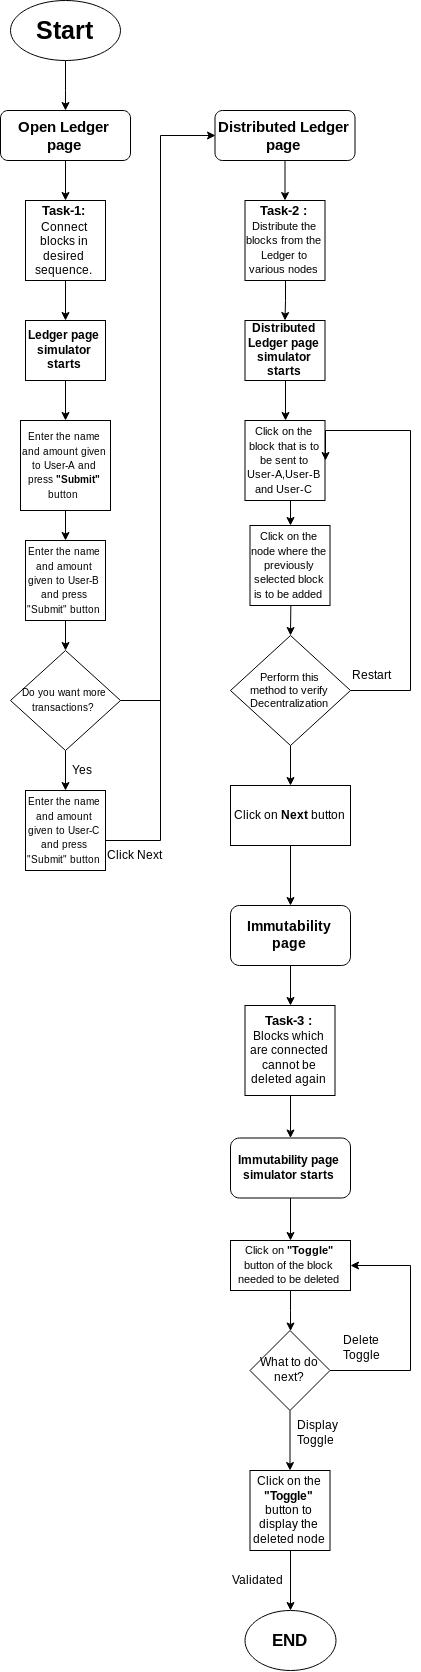 Start
Open Ledger
page
Task-1:
Connect
blocks in
desired
sequence.
Ledger page
simulator
starts
Enter the name
and amount given
to User-A and
press "Submit"
button
Enter the name
and amount
given to User-B
and press
"Submit" button
Do you want more
transactions?
Yes
Enter the name
and amount
given to User-C
and press
"Submit" button
Click Next
Distributed Ledger
page
Task-2 :
Distribute the
blocks from the
Ledger to
various nodes
Distributed
Ledger page
simulator
starts
Click on the
block that is to
be sent to
User-A,User-B
and User-C
Click on the
node where the
previously
selected block
is to be added
Perform this
method to verify
Decentralization
Restart
Click on Next button
Immutability
page
Task-3 :
Blocks which
are connected
cannot be
deleted again
Immutability page
simulator starts
Click on "Toggle"
button of the block
needed to be deleted
What to do
next?
Delete
Toggle
Display
Toggle
Click on the
"Toggle"
button to
display the
deleted node
Validated
END